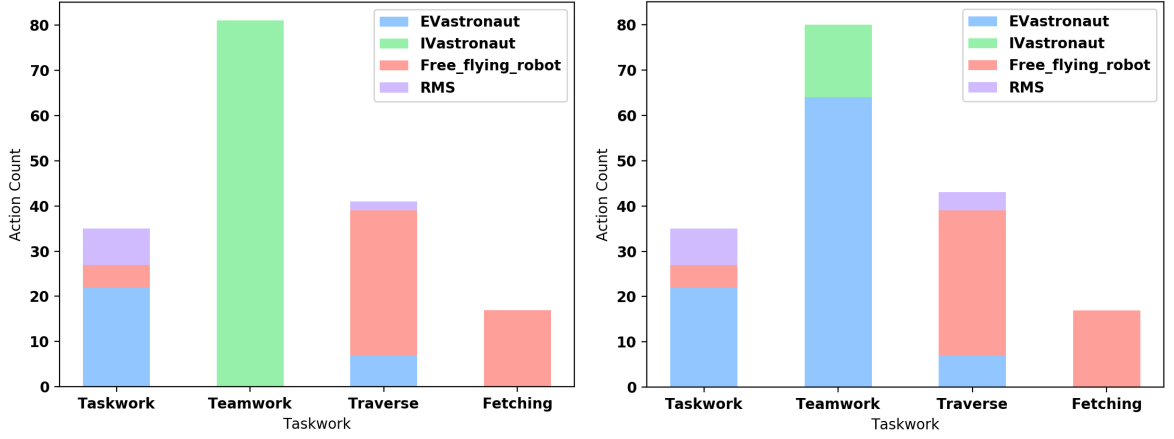 80
70
60
50
40
30
20
10
0
Action Count
EVastronaut
IVastronaut
Free_flying_robot
RMS
Taskwork Teamwork Traverse Fetching
Taskwork
80
70
60
50
40
30
20
10
0
Action Count
EVastronaut
IVastronaut
Free_flying_robot
RMS
Taskwork Teamwork Traverse Fetching
Taskwork